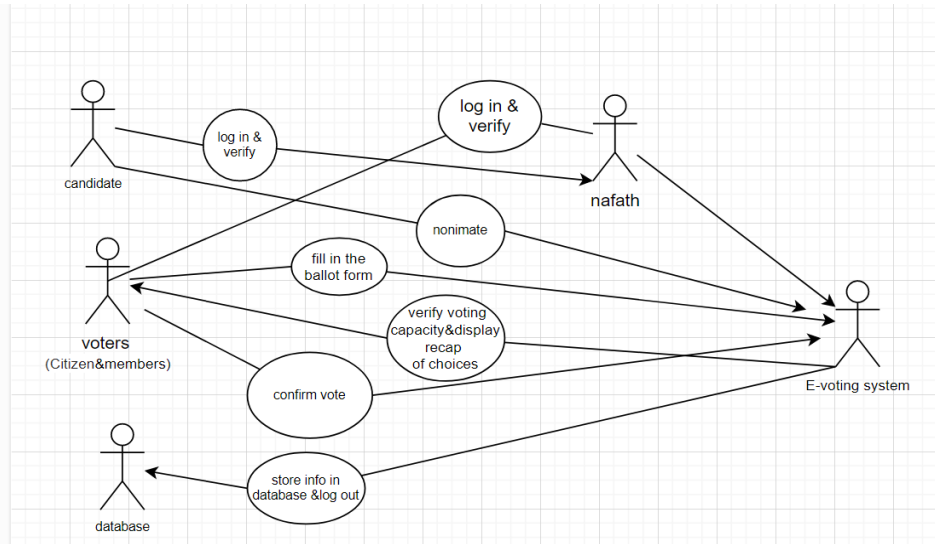 log in &
verify
log in &
verify
candidate
nafath
nonimate
fill in the
ballot form
verify voting
capacity&display
recap
of choices
voters
(Citizen&members)
E-voting system
confirm vote
store info in
database &log out
database